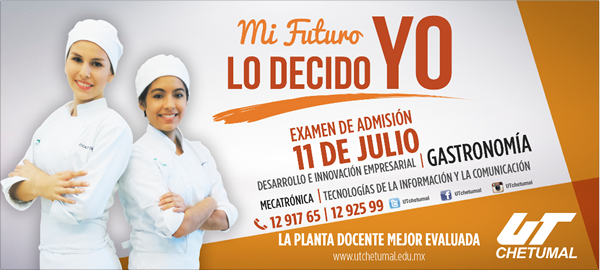 Mi Futuro
LO DECIDO YO
EXAMEN DE ADMISIÓN
11 DE JULIO
DESARROLLO E INNOVACIÓN EMPRESARIAL | GASTRONOMÍA
MECATRÓNICA | TECNOLOGÍAS DE LA INFORMACIÓN Y LA COMUNICACIÓN
12 917 65 | 12 925 99 UTchetumal UTchetumal UTchetumal
LA PLANTA DOCENTE MEJOR EVALUADA
www.utchetumal.edu.mx
UT
CHETUMAL